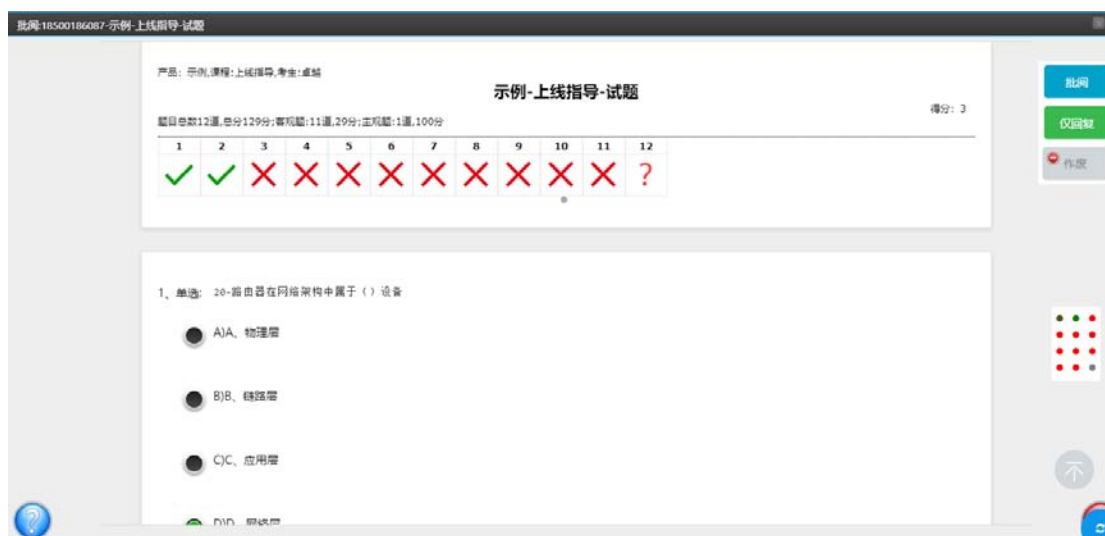 批阅:18500186087-示例-上线指导-试题
产品：示例,课程:上线指导,考生:卓越
示例-上线指导-试题
得分：3
题目总数12道,总分129分;客观题:11道,29分;主观题:1道,100分
1 2 3 4 5 6 7 8 9 10 11 12
?
批阅
仅回复
作废
1、单选: 20-路由器在网络架构中属于（）设备
A)A、物理层
B)B、链路层
C)C、应用层
D)D、网络层